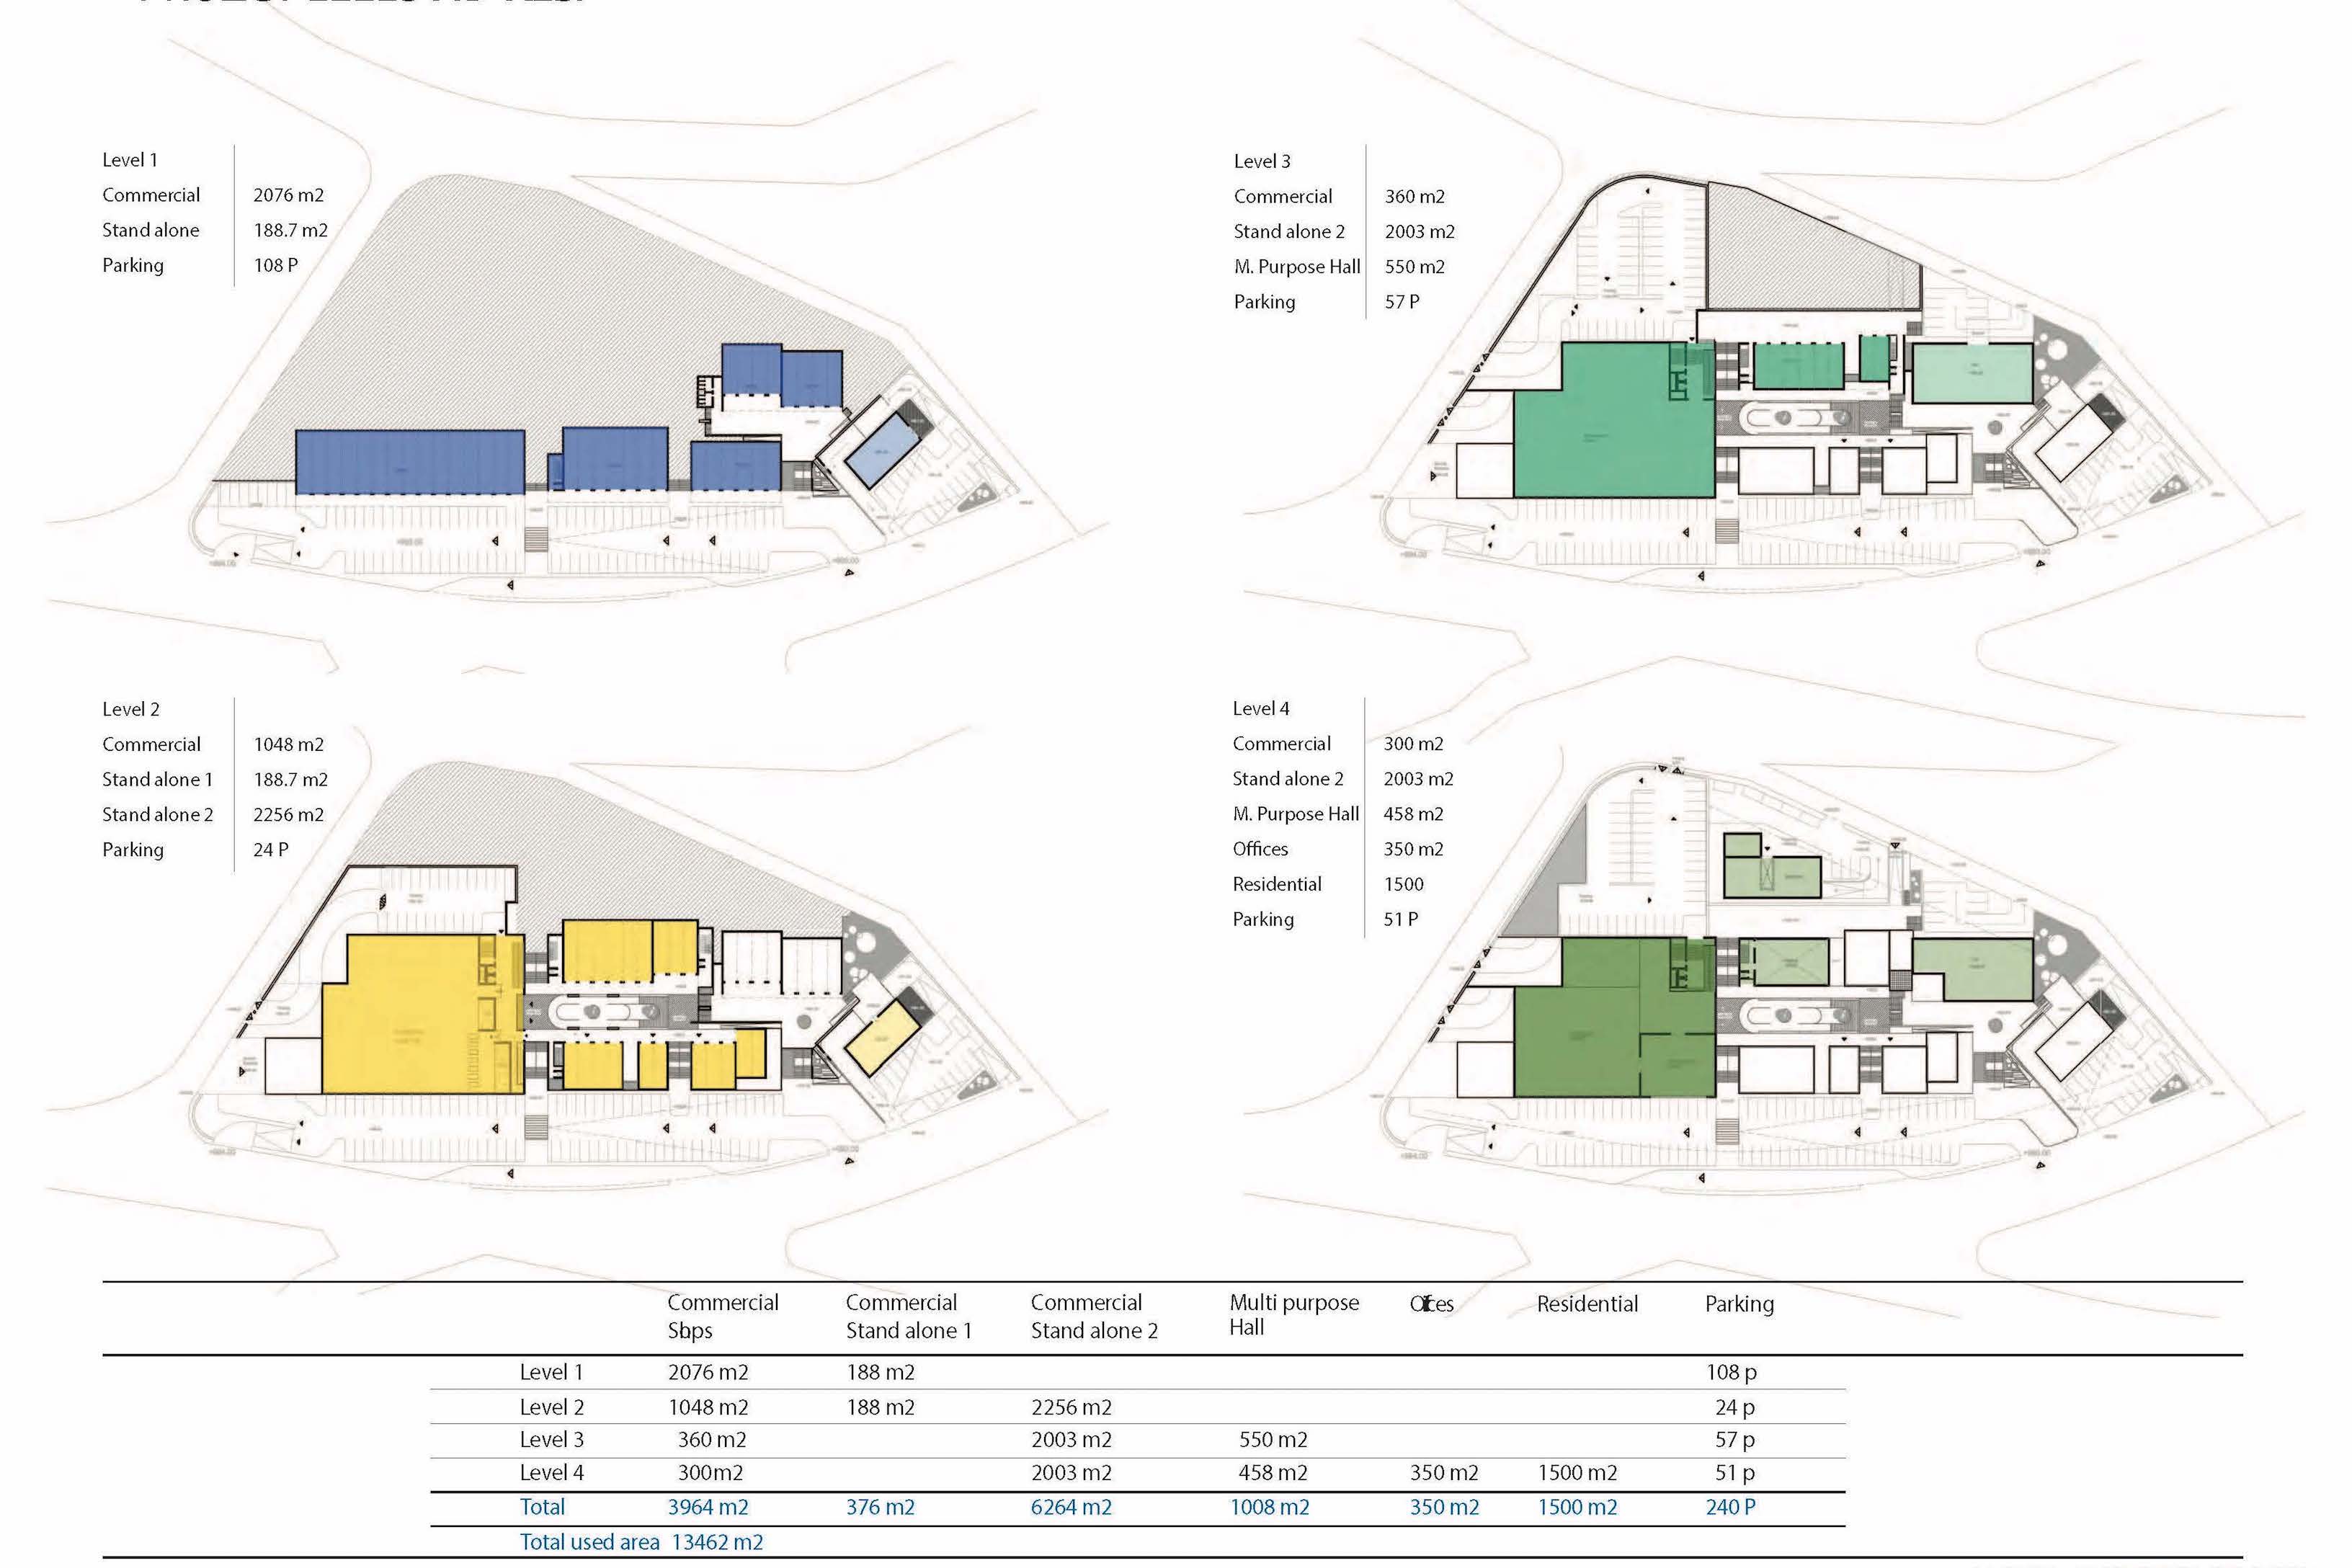 Level 1
Commercial 2076 m2
Stand alone 188.7 m2
Parking 108 P
Level 3
Commercial 360 m2
Stand alone 2 2003 m2
M. Purpose Hall 550 m2
Parking 57 P
Level 2
Commercial 1048 m2
Stand alone 1 188.7 m2
Stand alone 2 2256 m2
Parking 24 P
Level 4
Commercial 300 m2
Stand alone 2 2003 m2
M. Purpose Hall 458 m2
Offices 350 m2
Residential 1500
Parking 51 P
Commercial Commercial Commercial Multi purpose Residential Parking
Stand alone 1 Stand alone 2 Hall
Level 1 2076 m2 188 m2 108 p
Level 2 1048 m2 188 m2 2256 m2 24 p
Level 3 360 m2 2003 m2 550 m2 57 p
Level 4 300m2 2003 m2 458 m2 350 m2 1500 m2 51 p
Total 3964 m2 376 m2 6264 m2 1008 m2 350 m2 1500 m2 240 P
Total used area 13462 m2